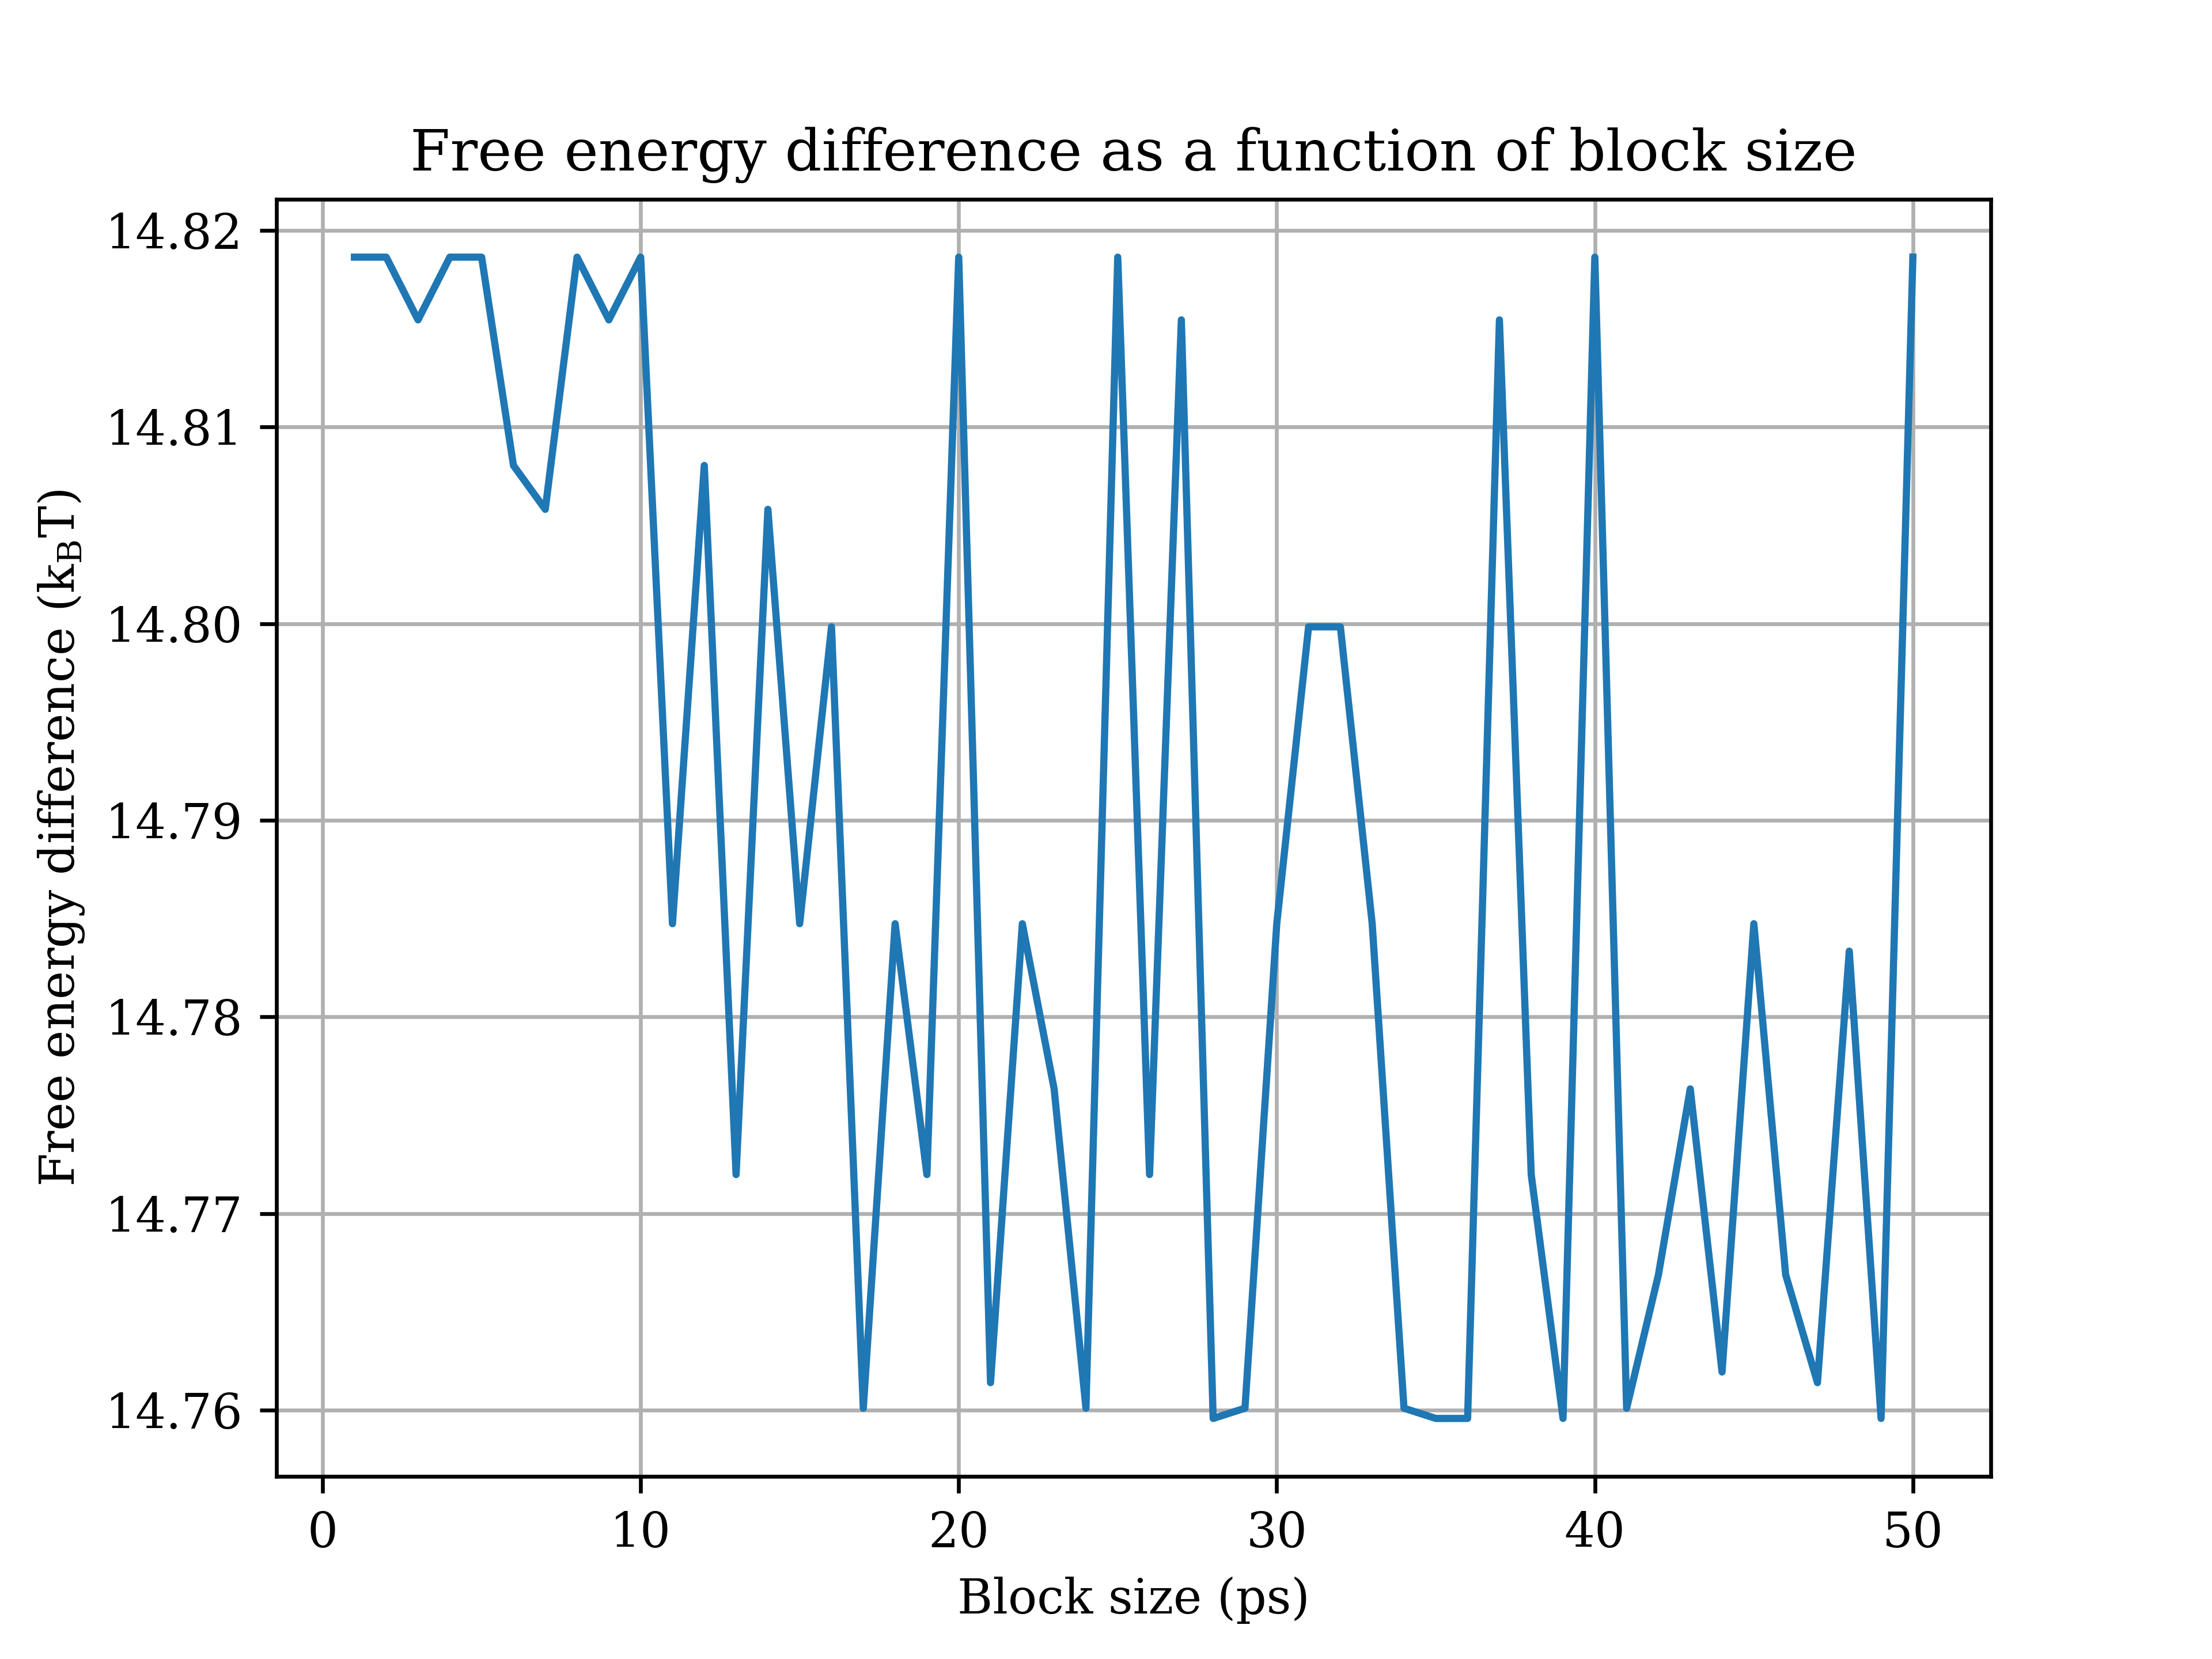 Free energy difference as a function of block size
14.82
14.81
14.80
14.79
14.78
14.77
14.76
Free energy difference (k_BT)
0 10 20 30 40 50
Block size (ps)